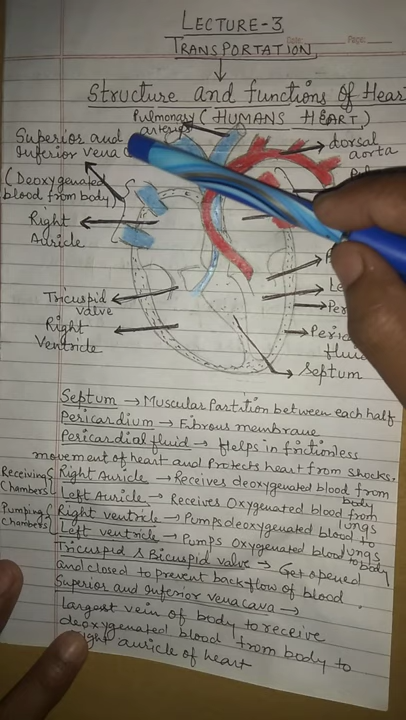 LECTURE-3
Date
Page
TRANSPORTATION
Structure and functions of Heart
Pulmonary (HUMANS HEART)
arteries
Superior and
Inferior vena
(Deoxygenated
blood from body)
dorsal
aorta
Right
Auricle
Tricuspid
valve
Right
Ventricle
fluid
Septum
Septum → Muscular Partition between each half
Pericardium → Fibrous membrane
Pericardial fluid → Helps in frictionless
movement of heart and Protects heart from shocks.
Receiving Chambers
Right Auricle → Receives deoxygenated blood from body
Left Auricle → Receives Oxygenated blood from lungs
Pumping Chambers
Right ventricle → Pumps deoxygenated blood to lungs
Left ventricle → Pumps Oxygenated blood to body
Tricuspid & Bicuspid valve → Get opened
and closed to prevent backflow of blood.
Superior and Inferior venacava →
Largest vein of body to receive
deoxygenated blood from body to
right auricle of heart